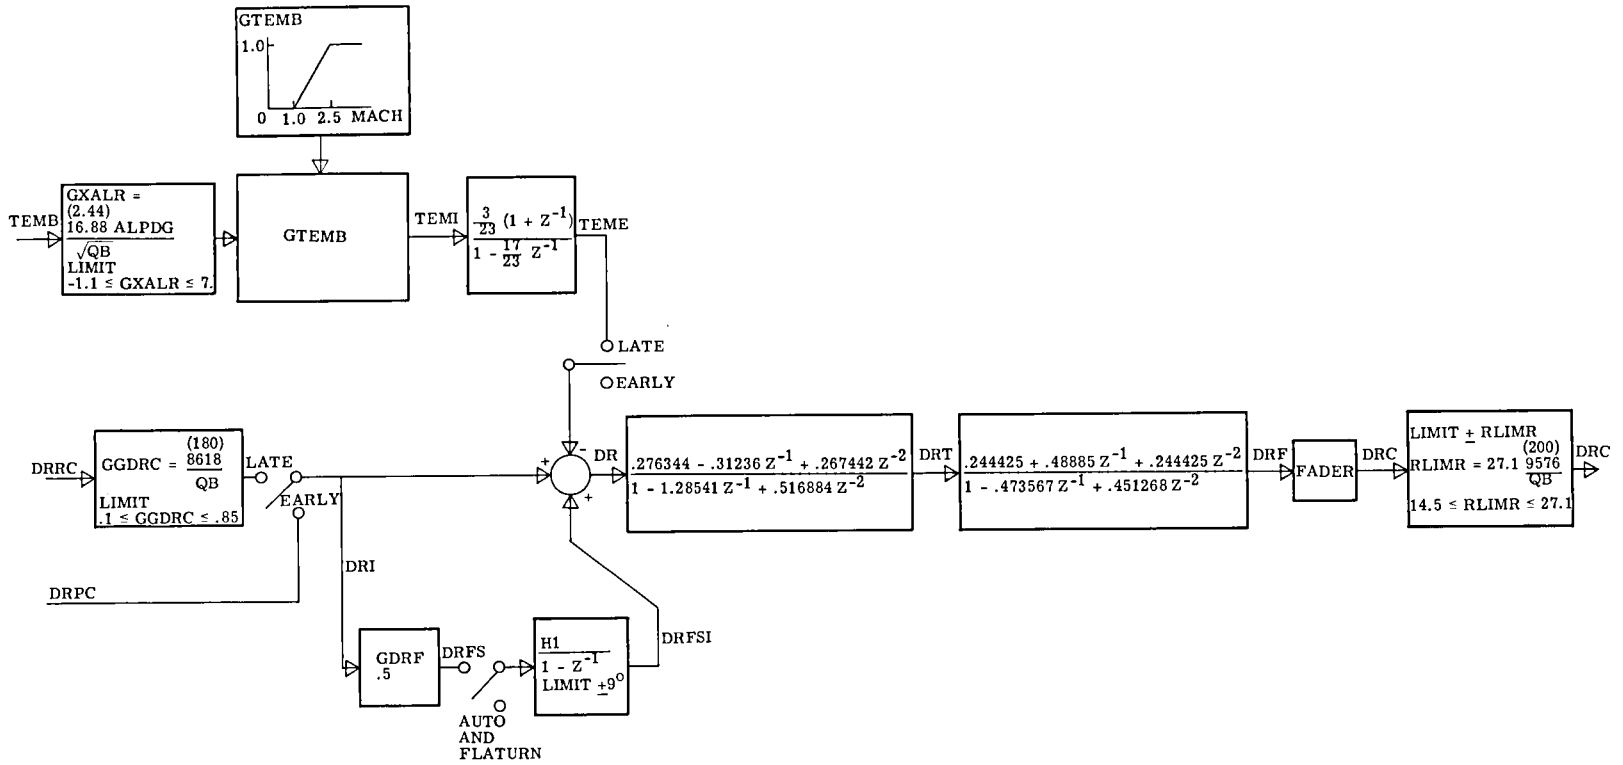 GTEMB
1.0
0 1.0 2.5 MACH
TEMB
GXALR =
(2.44)
16.88 ALPDG
√QB
LIMIT
-1.1 ≤ GXALR ≤ 7.
GTEMB
TEMI
3/23 (1 + Z⁻¹)
1 - 17/23 Z⁻¹
TEME
LATE
EARLY
DRRC
(180)
GGDRC = 8618
QB
LIMIT
.1 ≤ GGDRC ≤ .85
LATE
EARLY
DRPC
DRI
+
-
+
DR
.276344 - .31236 Z⁻¹ + .267442 Z⁻²
1 - 1.28541 Z⁻¹ + .516884 Z⁻²
DRT
.244425 + .48885 Z⁻¹ + .244425 Z⁻²
1 - .473567 Z⁻¹ + .451268 Z⁻²
DRF
FADER
DRC
LIMIT ± RLIMR
(200)
RLIMR = 27.1 9576
QB
14.5 ≤ RLIMR ≤ 27.1
DRC
GDRF
.5
DRFS
AUTO
AND
FLATURN
H1
1 - Z⁻¹
LIMIT ±9°
DRFSI